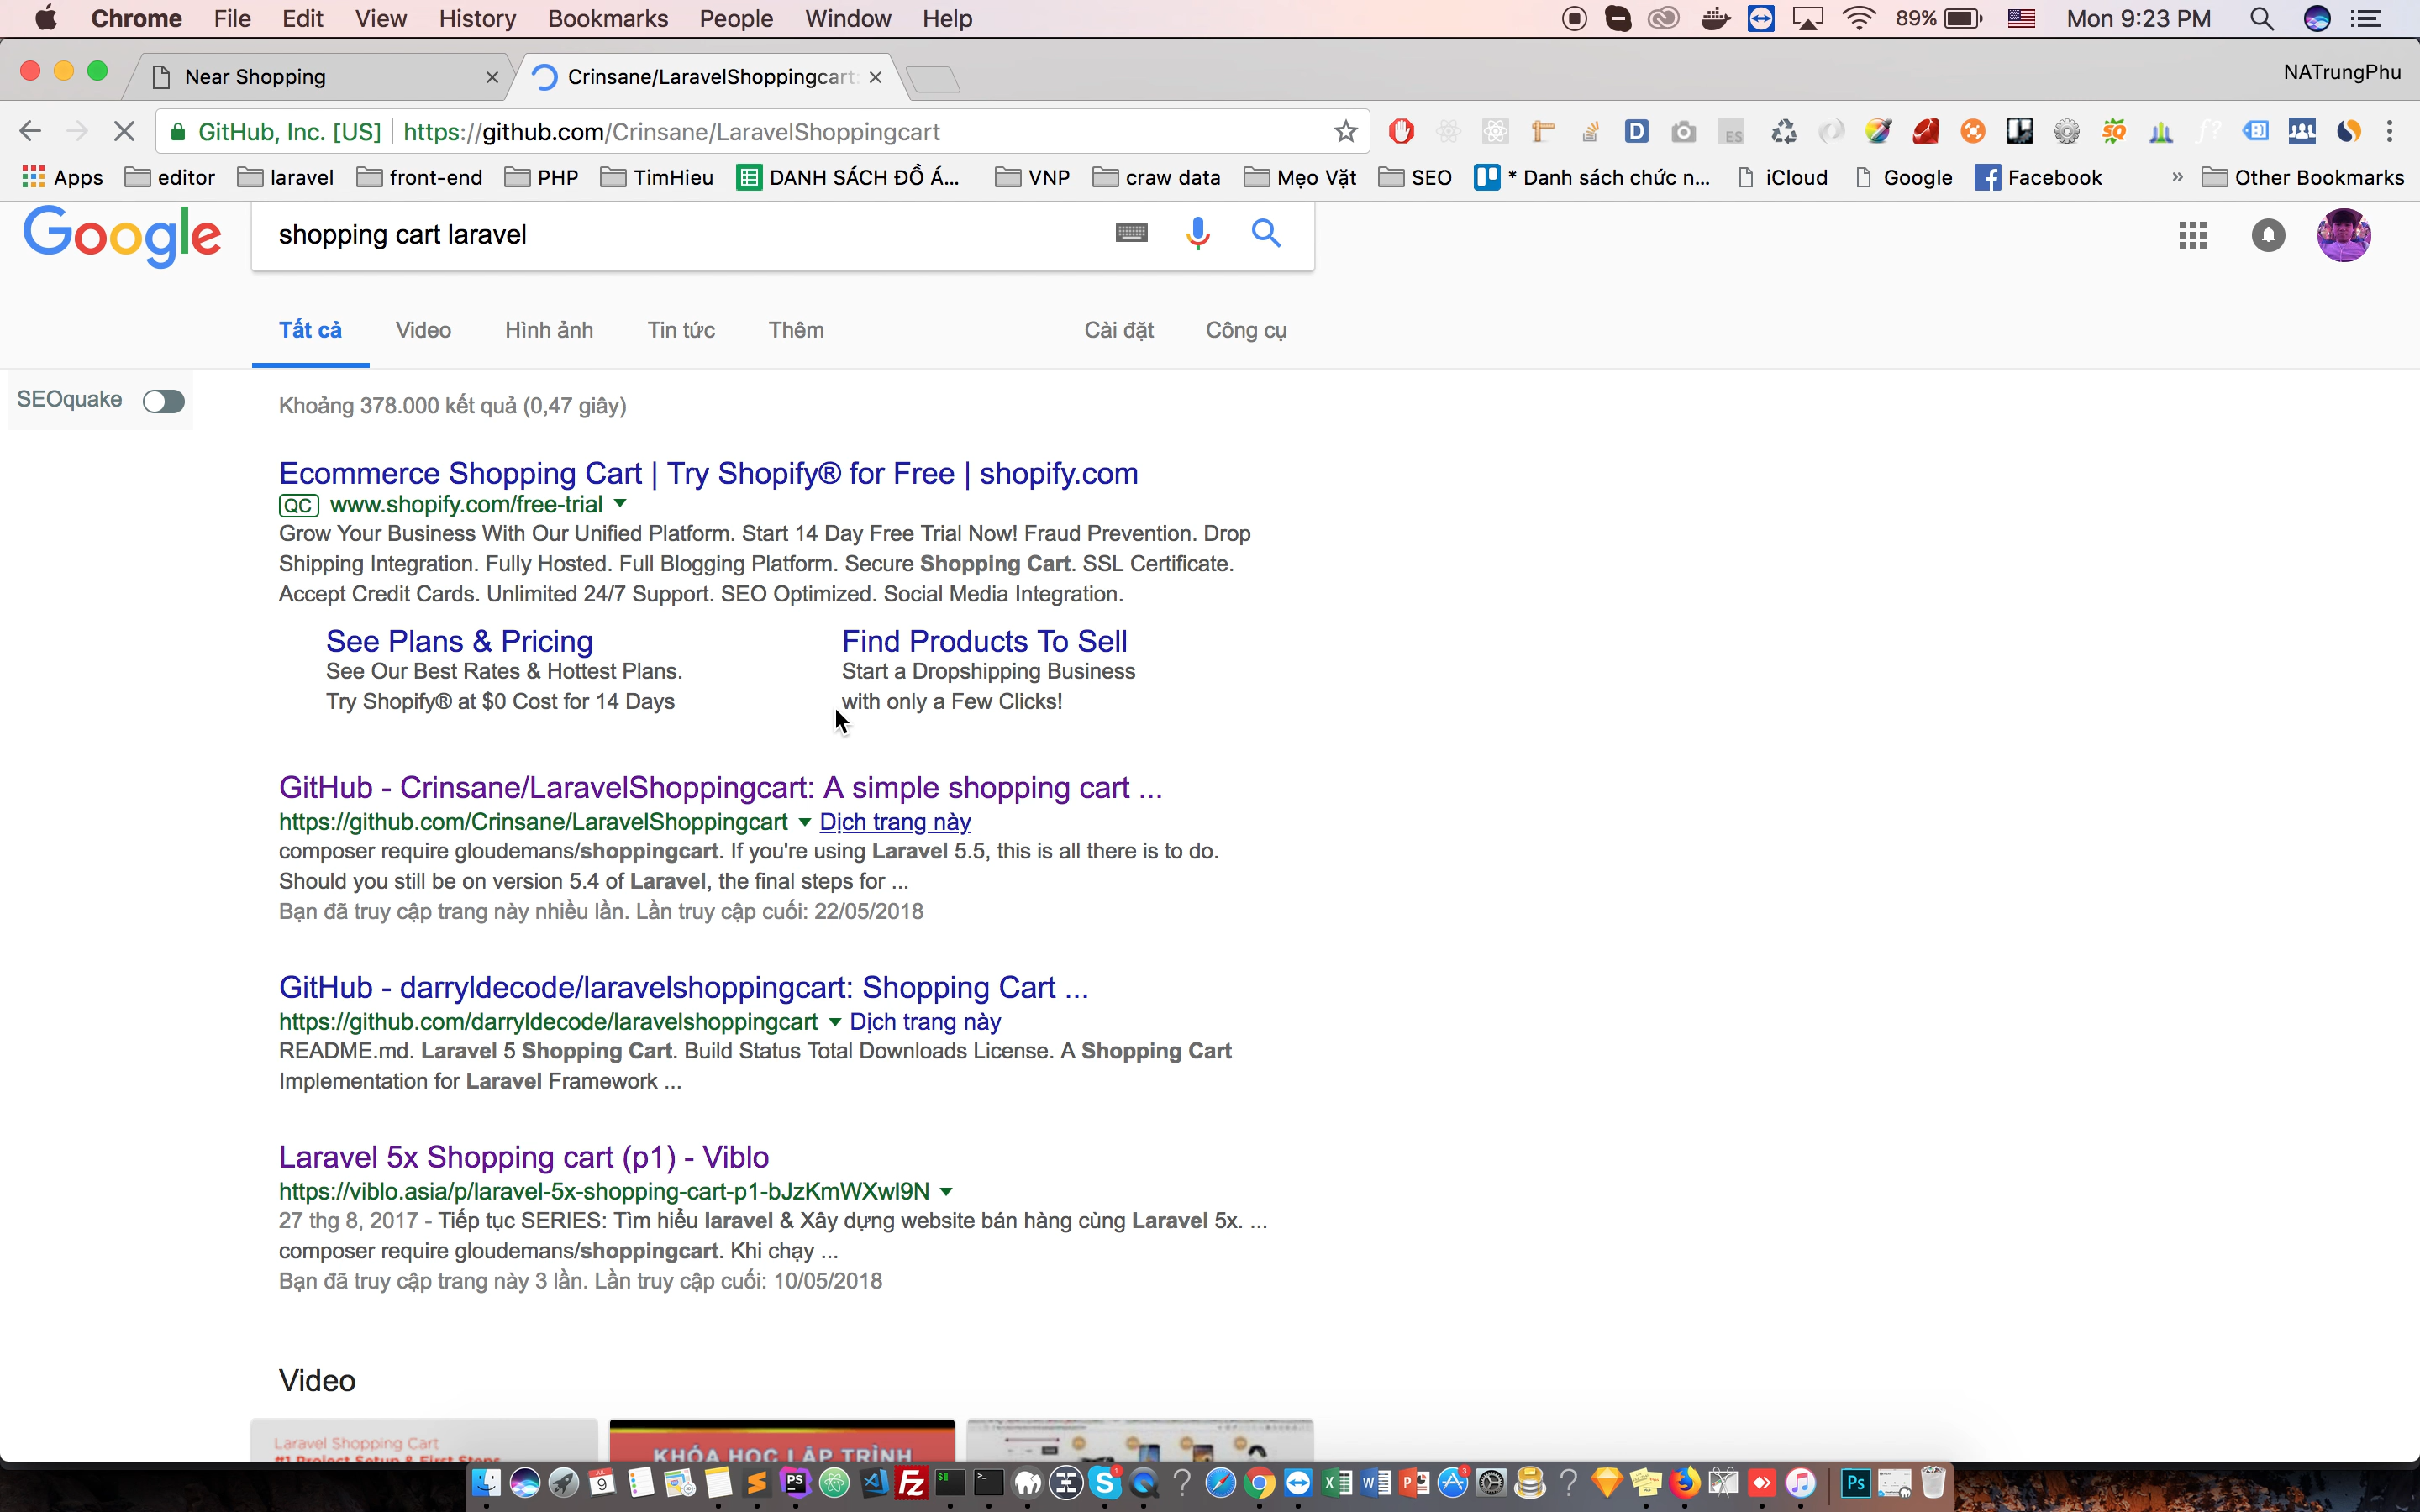 Chrome File Edit View History Bookmarks People Window Help 89% Mon 9:23 PM
Near Shopping Crinsane/LaravelShoppingcart: NATrungPhu
GitHub, Inc. [US] https://github.com/Crinsane/LaravelShoppingcart
Apps editor laravel front-end PHP TimHieu DANH SÁCH ĐỒ Á... VNP craw data Mẹo Vặt SEO * Danh sách chức n... iCloud Google Facebook » Other Bookmarks
Google shopping cart laravel
Tất cả Video Hình ảnh Tin tức Thêm Cài đặt Công cụ
SEOquake
Khoảng 378.000 kết quả (0,47 giây)
Ecommerce Shopping Cart | Try Shopify® for Free | shopify.com
QC www.shopify.com/free-trial
Grow Your Business With Our Unified Platform. Start 14 Day Free Trial Now! Fraud Prevention. Drop
Shipping Integration. Fully Hosted. Full Blogging Platform. Secure Shopping Cart. SSL Certificate.
Accept Credit Cards. Unlimited 24/7 Support. SEO Optimized. Social Media Integration.
See Plans & Pricing
See Our Best Rates & Hottest Plans.
Try Shopify® at $0 Cost for 14 Days
Find Products To Sell
Start a Dropshipping Business
with only a Few Clicks!
GitHub - Crinsane/LaravelShoppingcart: A simple shopping cart ...
https://github.com/Crinsane/LaravelShoppingcart Dịch trang này
composer require gloudemans/shoppingcart. If you're using Laravel 5.5, this is all there is to do.
Should you still be on version 5.4 of Laravel, the final steps for ...
Bạn đã truy cập trang này nhiều lần. Lần truy cập cuối: 22/05/2018
GitHub - darryldecode/laravelshoppingcart: Shopping Cart ...
https://github.com/darryldecode/laravelshoppingcart Dịch trang này
README.md. Laravel 5 Shopping Cart. Build Status Total Downloads License. A Shopping Cart
Implementation for Laravel Framework ...
Laravel 5x Shopping cart (p1) - Viblo
https://viblo.asia/p/laravel-5x-shopping-cart-p1-bJzKmWXwl9N
27 thg 8, 2017 - Tiếp tục SERIES: Tìm hiểu laravel & Xây dựng website bán hàng cùng Laravel 5x. ...
composer require gloudemans/shoppingcart. Khi chạy ...
Bạn đã truy cập trang này 3 lần. Lần truy cập cuối: 10/05/2018
Video
Laravel Shopping Cart
#1 Project Setup & First Steps
KHÓA HỌC LẬP TRÌNH